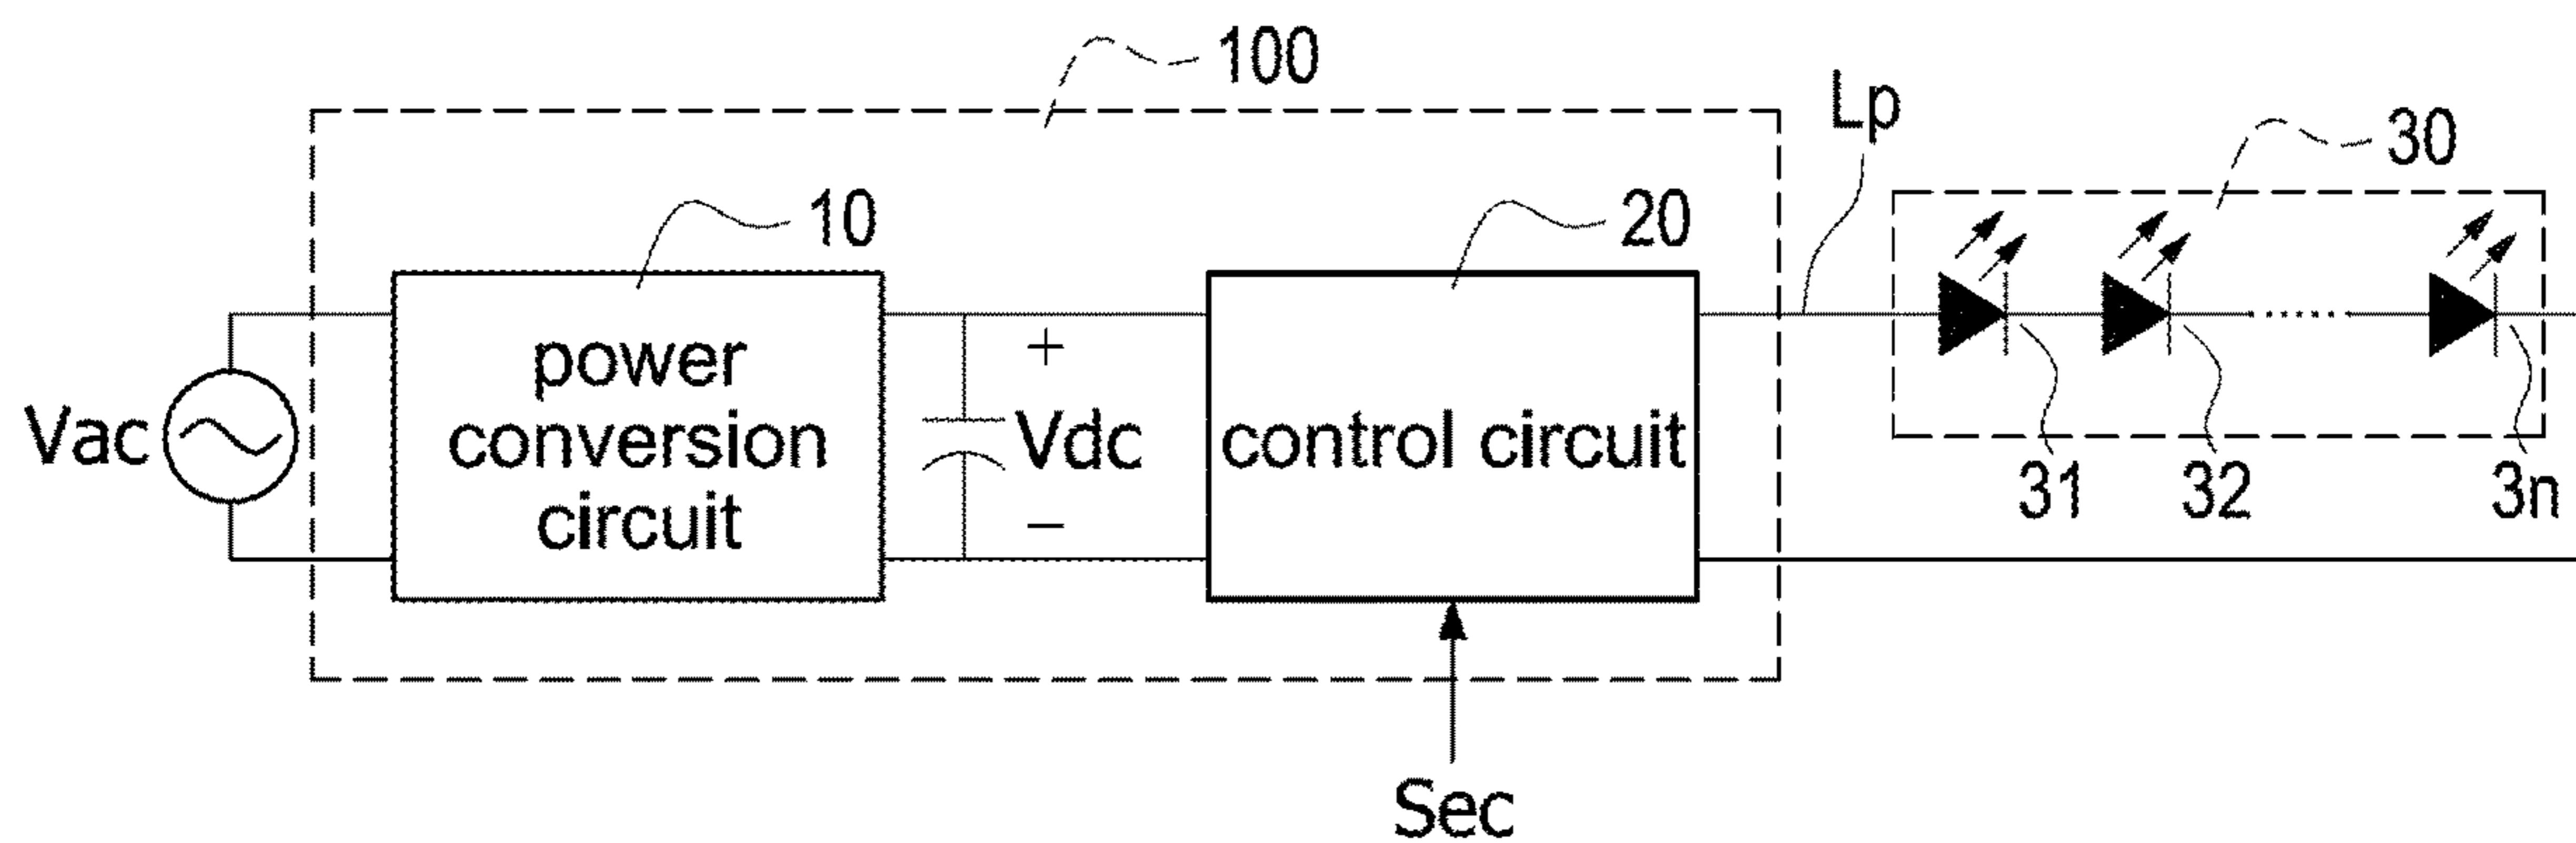 100
Lp
30
10
20
power
conversion
circuit
+
Vdc
–
control circuit
Vac
31
32
3n
Sec